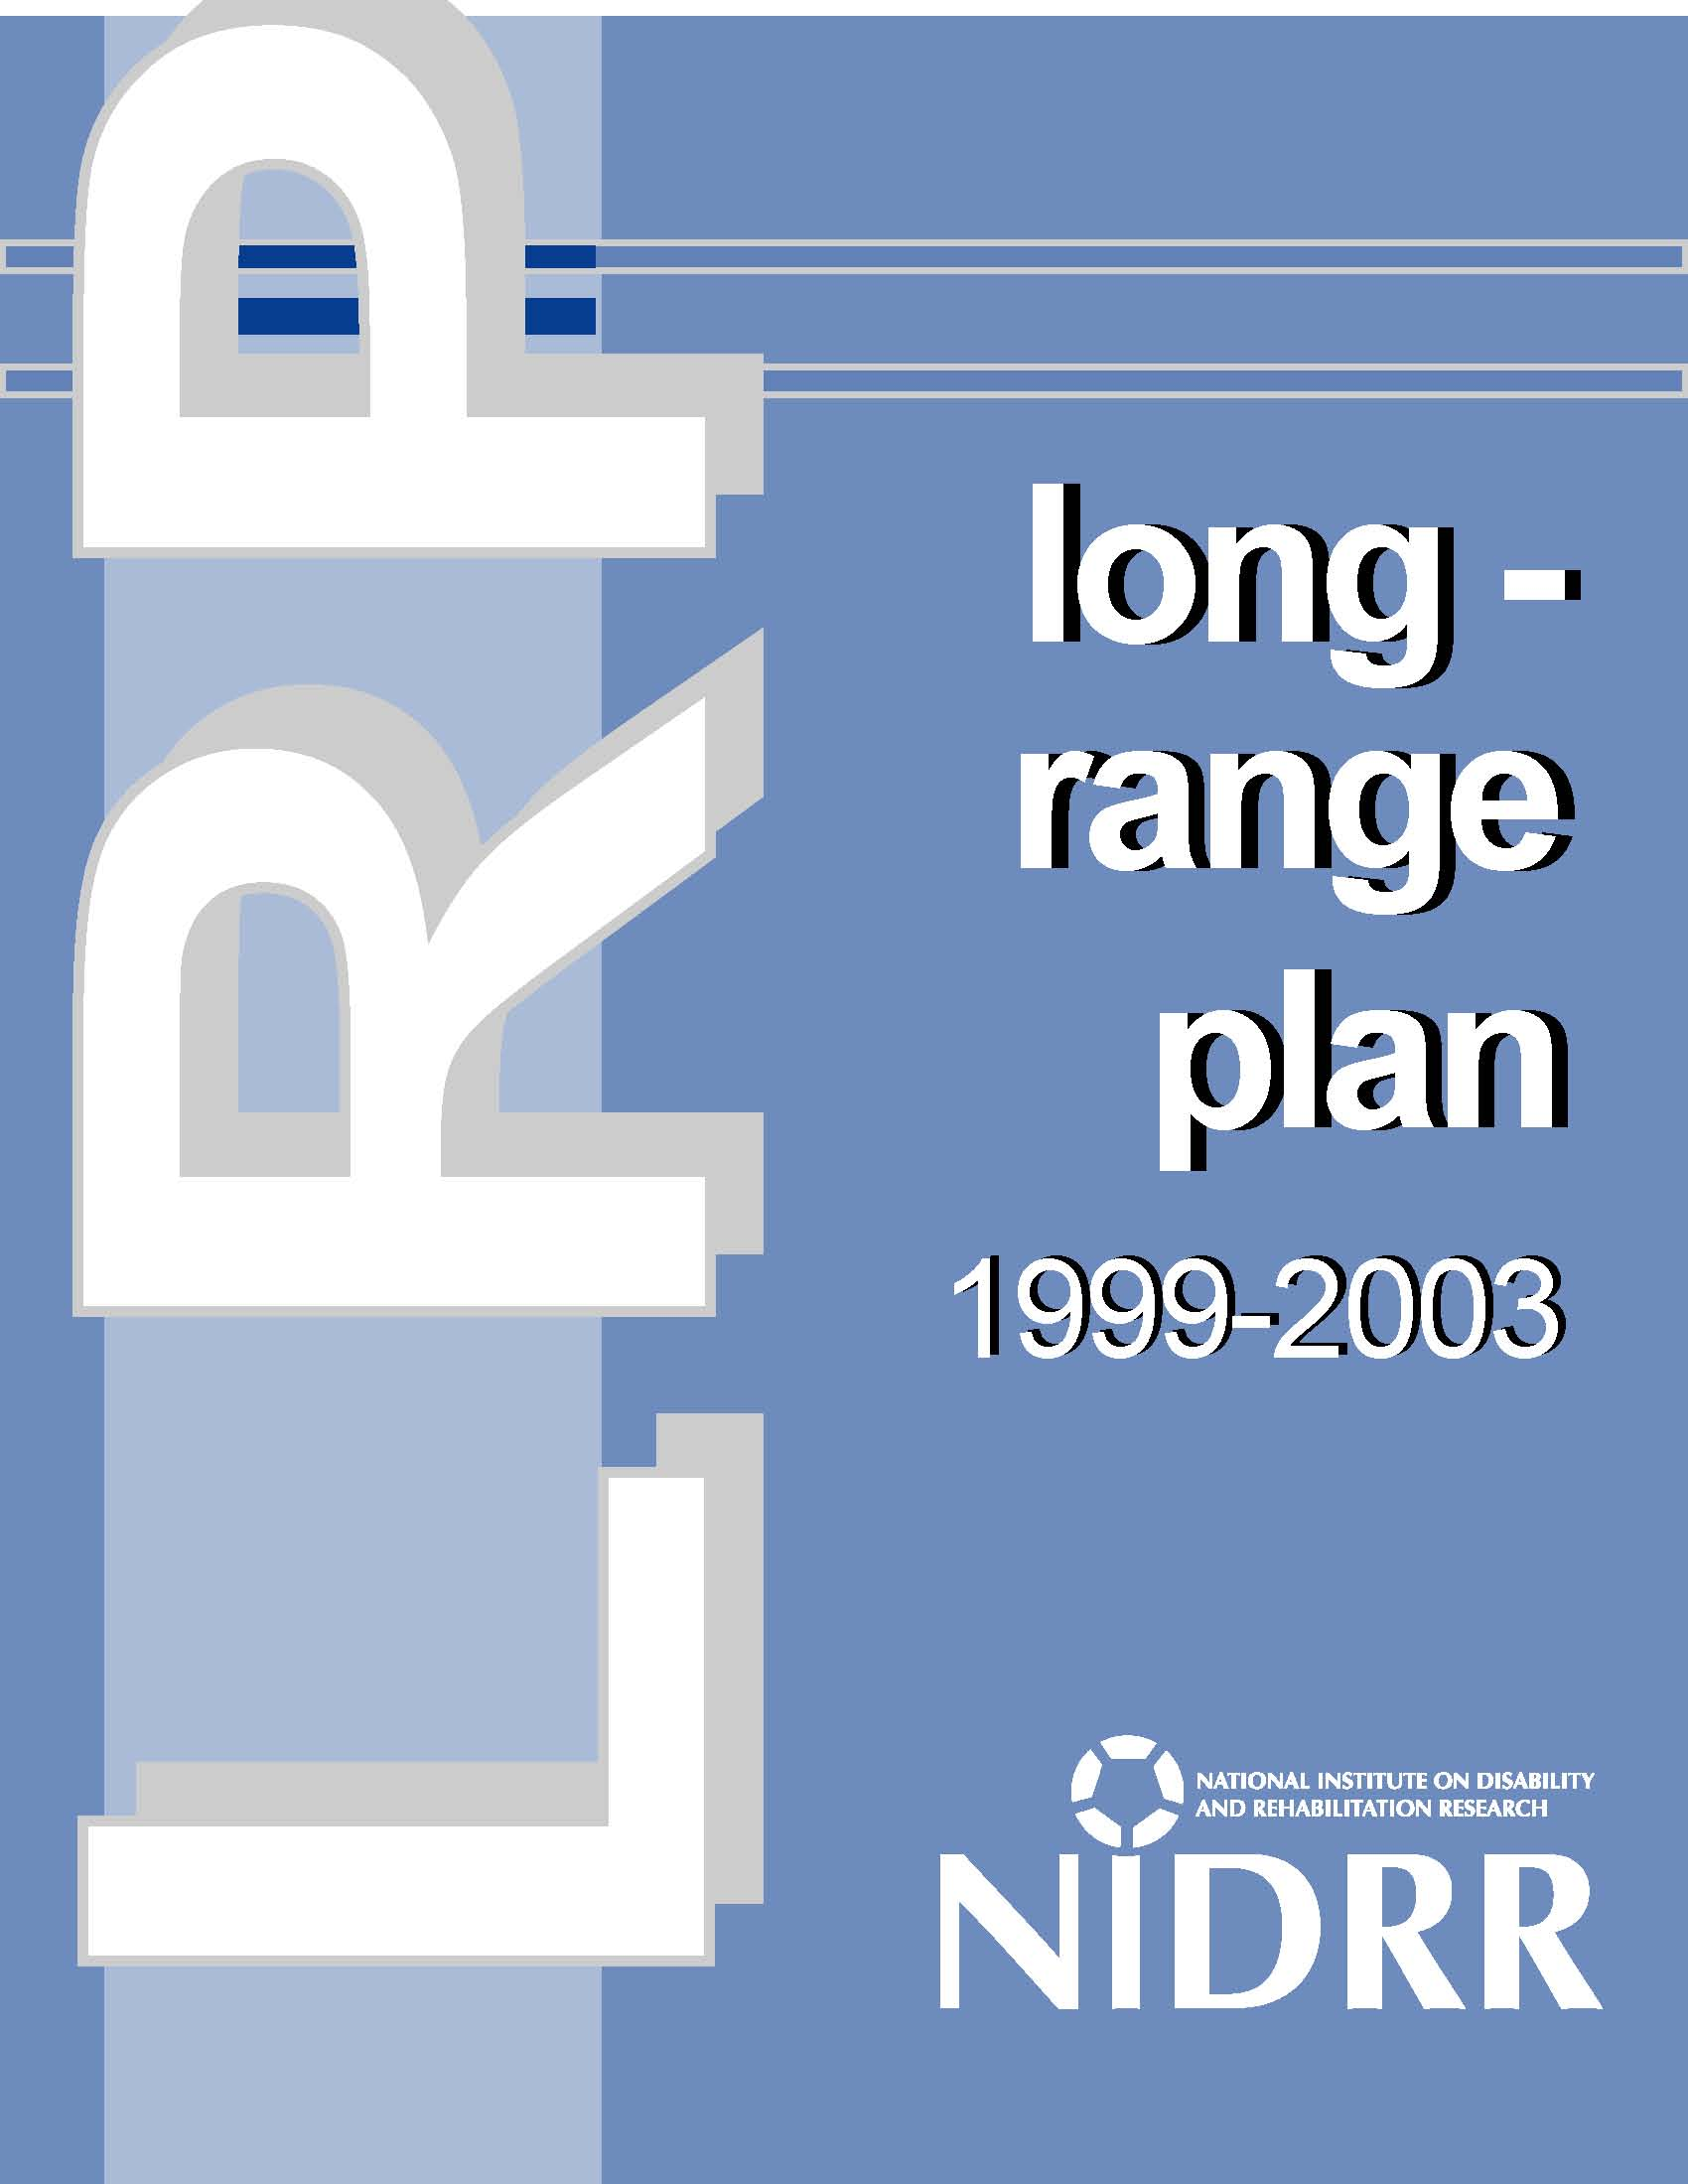 LRP
long -
range
plan
1999-2003
NATIONAL INSTITUTE ON DISABILITY
AND REHABILITATION RESEARCH
NIDRR